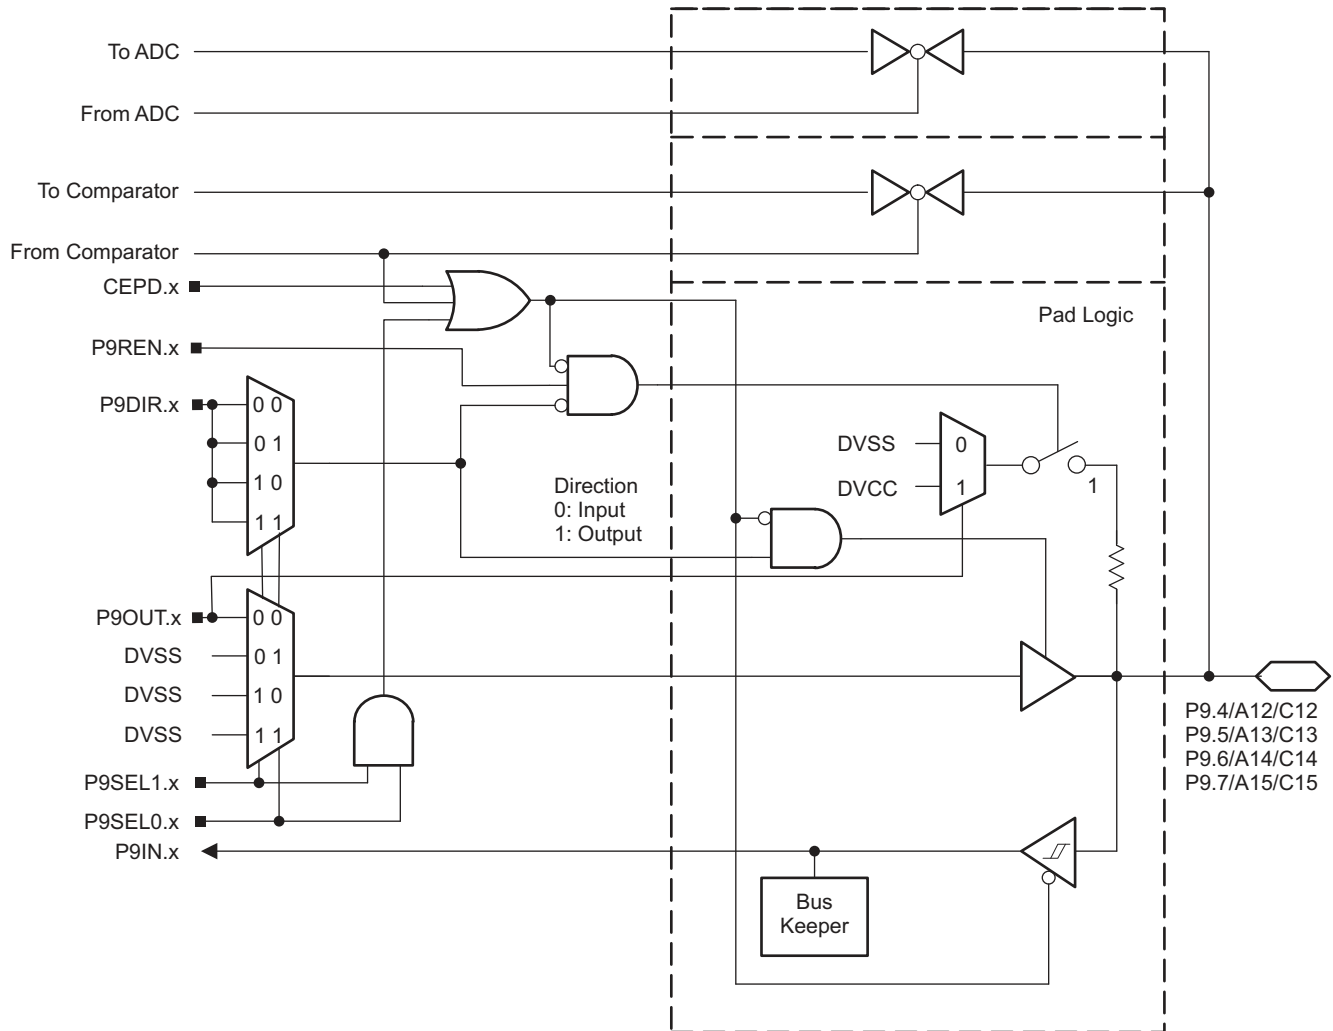 To ADC
From ADC
To Comparator
From Comparator
CEPD.x
Pad Logic
P9REN.x
P9DIR.x
0 0
0 1
1 0
1 1
Direction
0: Input
1: Output
DVSS
0
DVCC
1
1
P9OUT.x
0 0
DVSS
0 1
DVSS
1 0
DVSS
1 1
P9SEL1.x
P9SEL0.x
P9IN.x
Bus
Keeper
P9.4/A12/C12
P9.5/A13/C13
P9.6/A14/C14
P9.7/A15/C15